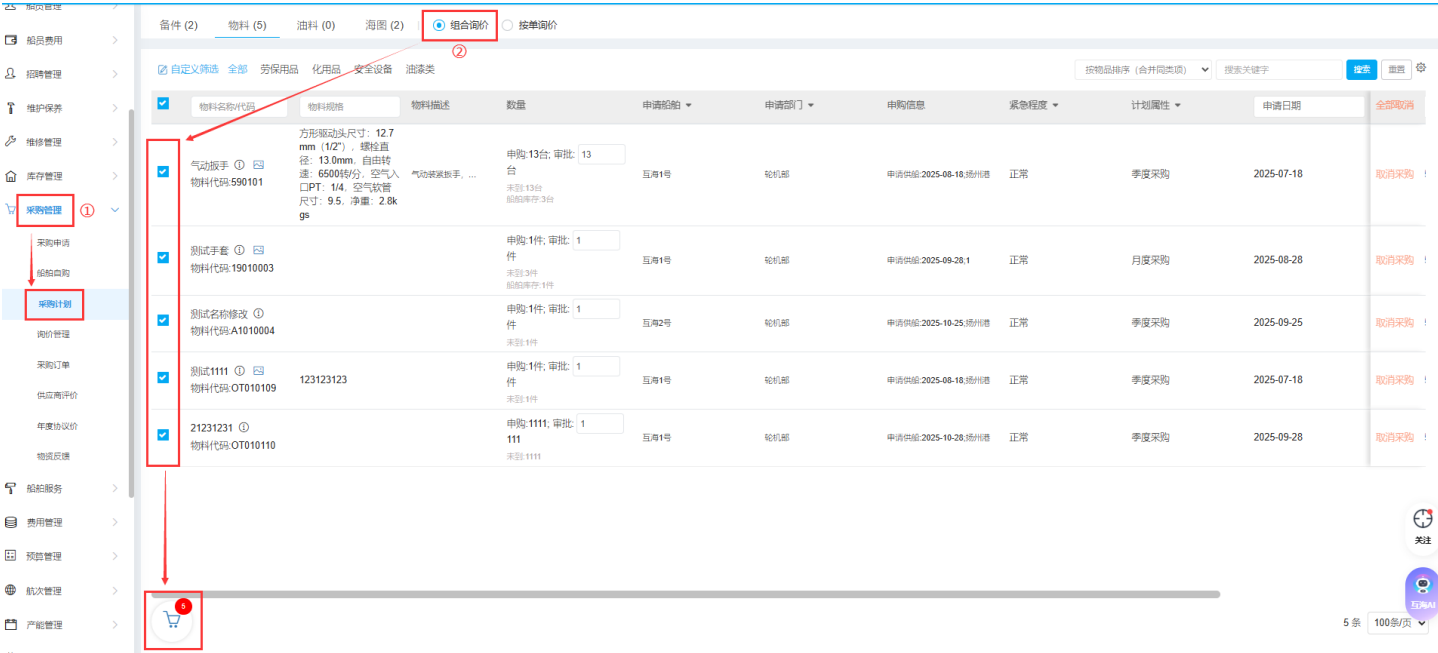 船员管理
船员费用
招聘管理
维护保养
维修管理
库存管理
采购管理 ①
采购申请
船舶自购
采购计划
询价管理
采购订单
供应商评价
年度协议价
物资反馈
船舶服务
费用管理
预算管理
航次管理
产能管理
备件 (2) 物料 (5) 油料 (0) 海图 (2) 组合询价 按单询价
②
自定义筛选 全部 劳保用品 化用品 安全设备 油漆类 按物品排序（合并同类项） 搜索关键字 搜索 重置
物料名称/代码 物料规格 物料描述 数量 申请船舶 申请部门 申购信息 紧急程度 计划属性 申请日期 全部取消
气动扳手
物料代码:590101
方形驱动头尺寸：12.7
mm（1/2"），螺栓直
径：13.0mm，自由转
速：6500转/分，空气入
口PT：1/4，空气软管
尺寸：9.5，净重：2.8k
gs
气动装紧扳手，...
申购:13台; 审批: 13
台
未到:13台
船舶库存:3台
互海1号 轮机部 申请供船:2025-08-18;扬州港 正常 季度采购 2025-07-18 取消采购
测试手套
物料代码:19010003
申购:1件; 审批: 1
件
未到:3件
船舶库存:1件
互海1号 轮机部 申请供船:2025-09-28;1 正常 月度采购 2025-08-28 取消采购
测试名称修改
物料代码:A1010004
申购:1件; 审批: 1
件
未到:1件
互海2号 轮机部 申请供船:2025-10-25;扬州港 正常 季度采购 2025-09-25 取消采购
测试1111
物料代码:OT010109
123123123
申购:1件; 审批: 1
件
未到:1件
互海1号 轮机部 申请供船:2025-08-18;扬州港 正常 季度采购 2025-07-18 取消采购
21231231
物料代码:OT010110
申购:1111; 审批: 1
111
未到:1111
互海1号 轮机部 申请供船:2025-10-28;扬州港 正常 季度采购 2025-09-28 取消采购
关注
互海AI
5
5 条 100条/页